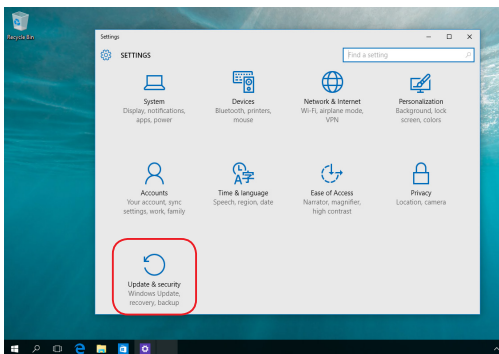 Recycle Bin
Settings
SETTINGS
Find a setting
System
Display, notifications,
apps, power
Devices
Bluetooth, printers,
mouse
Network & Internet
Wi-Fi, airplane mode,
VPN
Personalization
Background, lock
screen, colors
Accounts
Your account, sync
settings, work, family
Time & language
Speech, region, date
Ease of Access
Narrator, magnifier,
high contrast
Privacy
Location, camera
Update & security
Windows Update,
recovery, backup